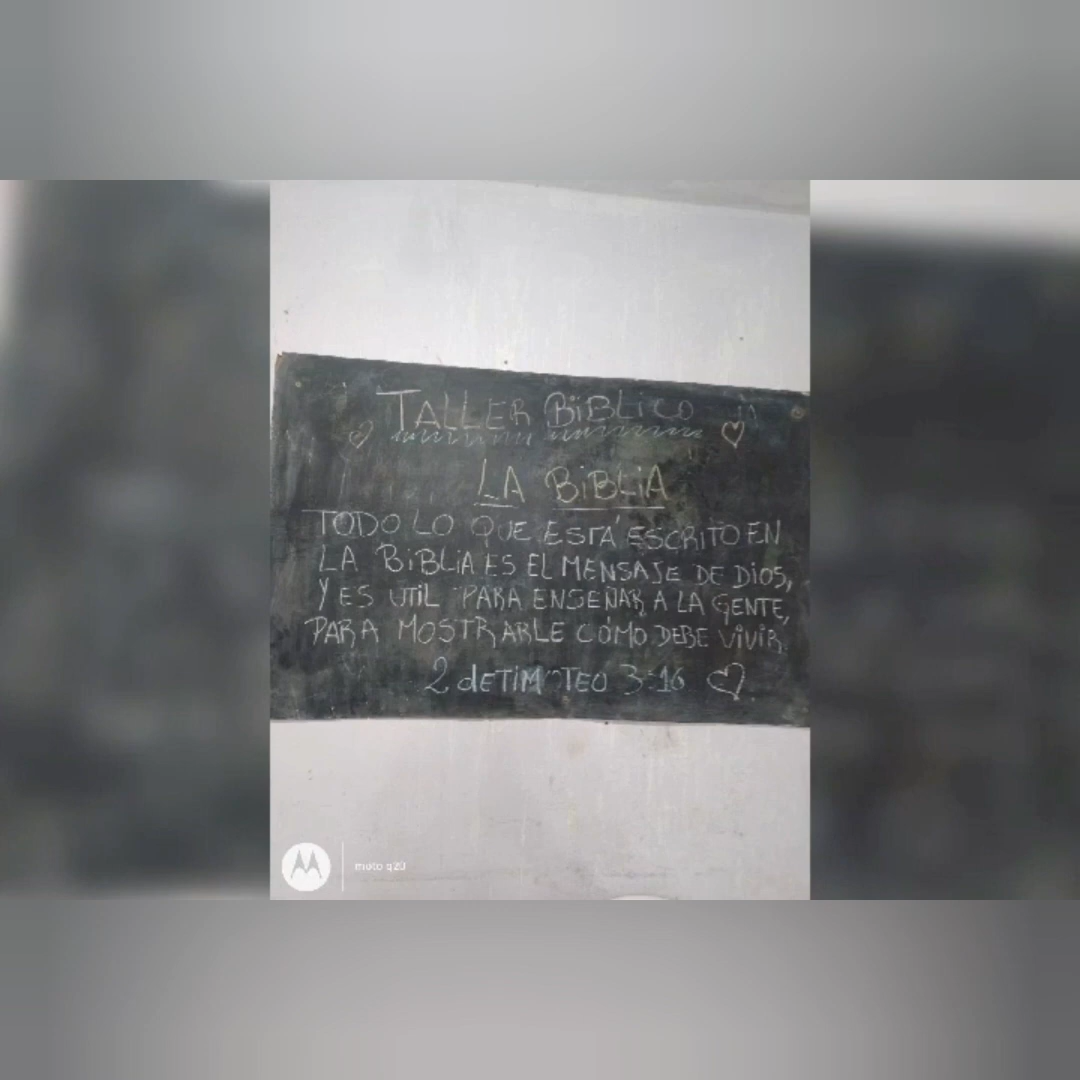 TALLER BÍBLICO
LA BIBLIA
TODO LO QUE ESTÁ ESCRITO EN
LA BIBLIA ES EL MENSAJE DE DIOS,
Y ES UTIL PARA ENSEÑAR A LA GENTE,
PARA MOSTRARLE CÓMO DEBE VIVIR.
2 dE TIMOTEO 3:16
moto g20